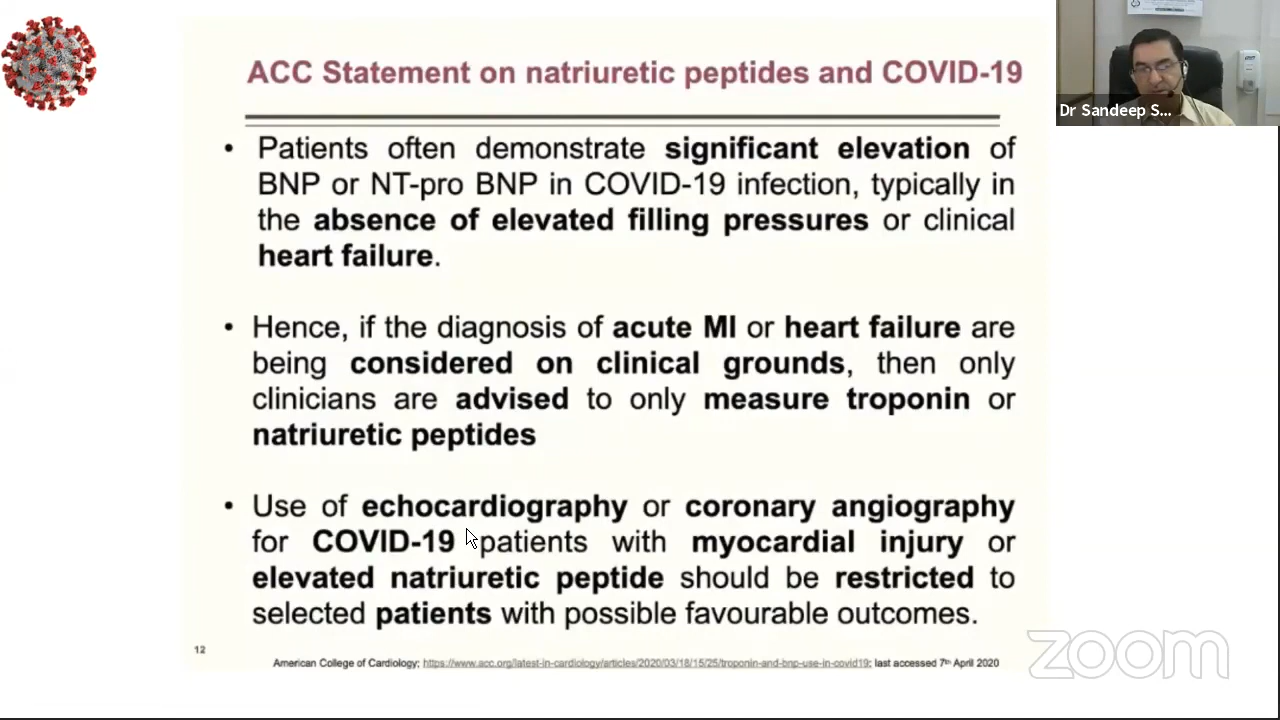 ACC Statement on natriuretic peptides and COVID-19
Dr Sandeep S...
• Patients often demonstrate significant elevation of
BNP or NT-pro BNP in COVID-19 infection, typically in
the absence of elevated filling pressures or clinical
heart failure.
• Hence, if the diagnosis of acute MI or heart failure are
being considered on clinical grounds, then only
clinicians are advised to only measure troponin or
natriuretic peptides
• Use of echocardiography or coronary angiography
for COVID-19 patients with myocardial injury or
elevated natriuretic peptide should be restricted to
selected patients with possible favourable outcomes.
12
American College of Cardiology; https://www.acc.org/latest-in-cardiology/articles/2020/03/18/15/25/troponin-and-bnp-use-in-covid19; last accessed 7th April 2020
zoom